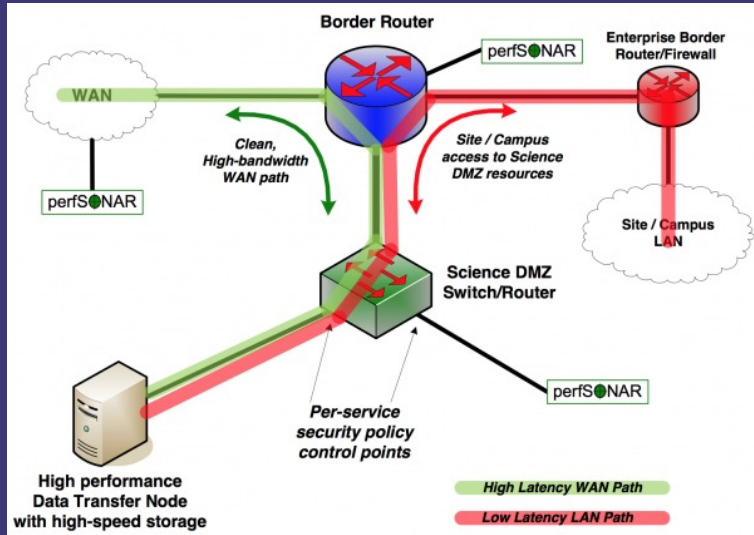 Border Router
Enterprise Border
Router/Firewall
perfSONAR
WAN
Clean,
High-bandwidth
WAN path
Site / Campus
access to Science
DMZ resources
perfSONAR
Site / Campus
LAN
Science DMZ
Switch/Router
perfSONAR
Per-service
security policy
control points
High performance
Data Transfer Node
with high-speed storage
High Latency WAN Path
Low Latency LAN Path